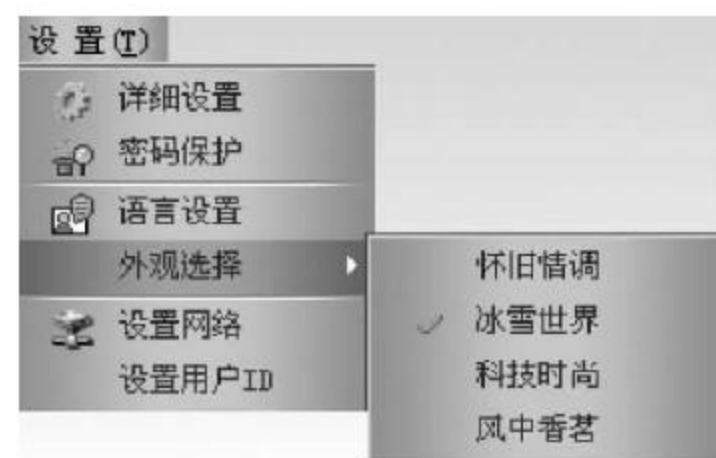 设 置(T)
详细设置
密码保护
语言设置
外观选择
怀旧情调
冰雪世界
科技时尚
风中香茗
设置网络
设置用户ID